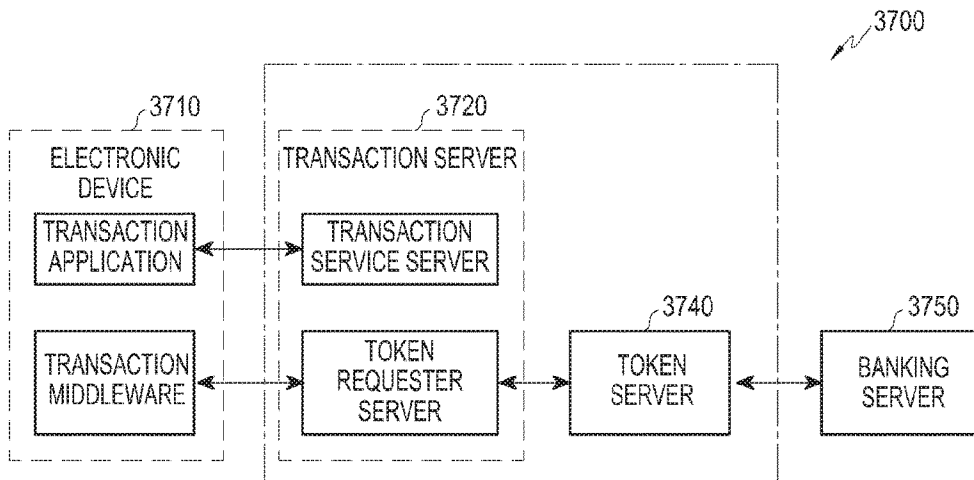 3700
3710
ELECTRONIC
DEVICE
TRANSACTION
APPLICATION
TRANSACTION
MIDDLEWARE
3720
TRANSACTION SERVER
TRANSACTION
SERVICE SERVER
TOKEN
REQUESTER
SERVER
3740
TOKEN
SERVER
3750
BANKING
SERVER